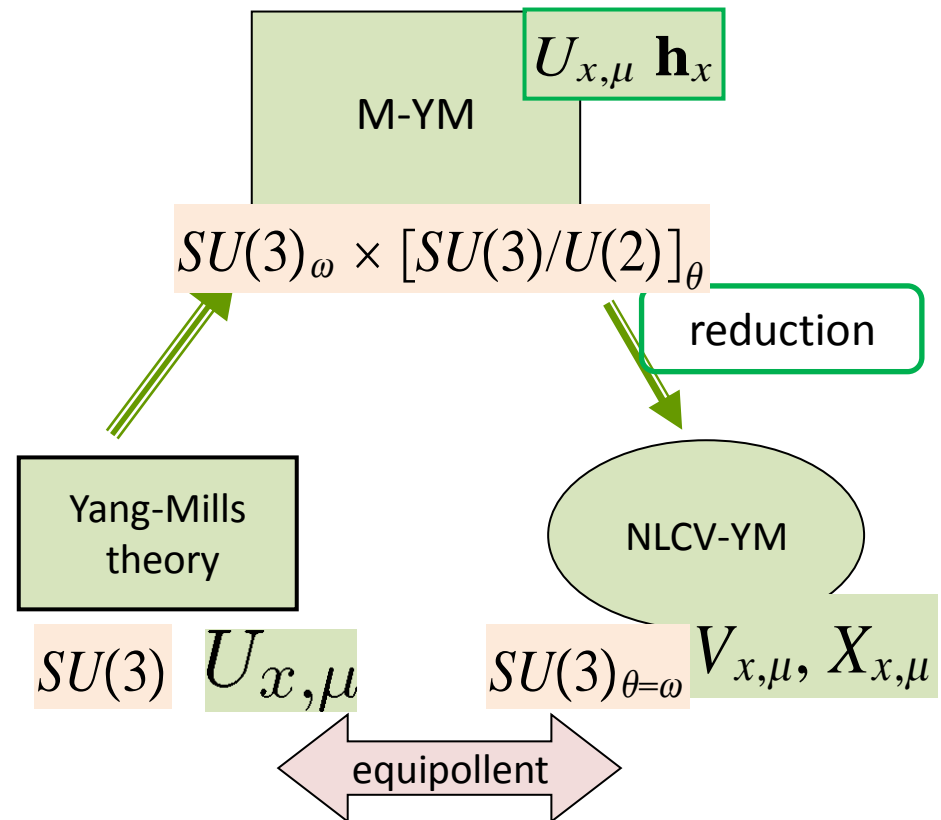 U_{x,μ} h_x
M-YM
SU(3)_ω × [SU(3)/U(2)]_θ
reduction
Yang-Mills
theory
NLCV-YM
SU(3) U_{x,μ}
SU(3)_{θ=ω} V_{x,μ}, X_{x,μ}
equipollent